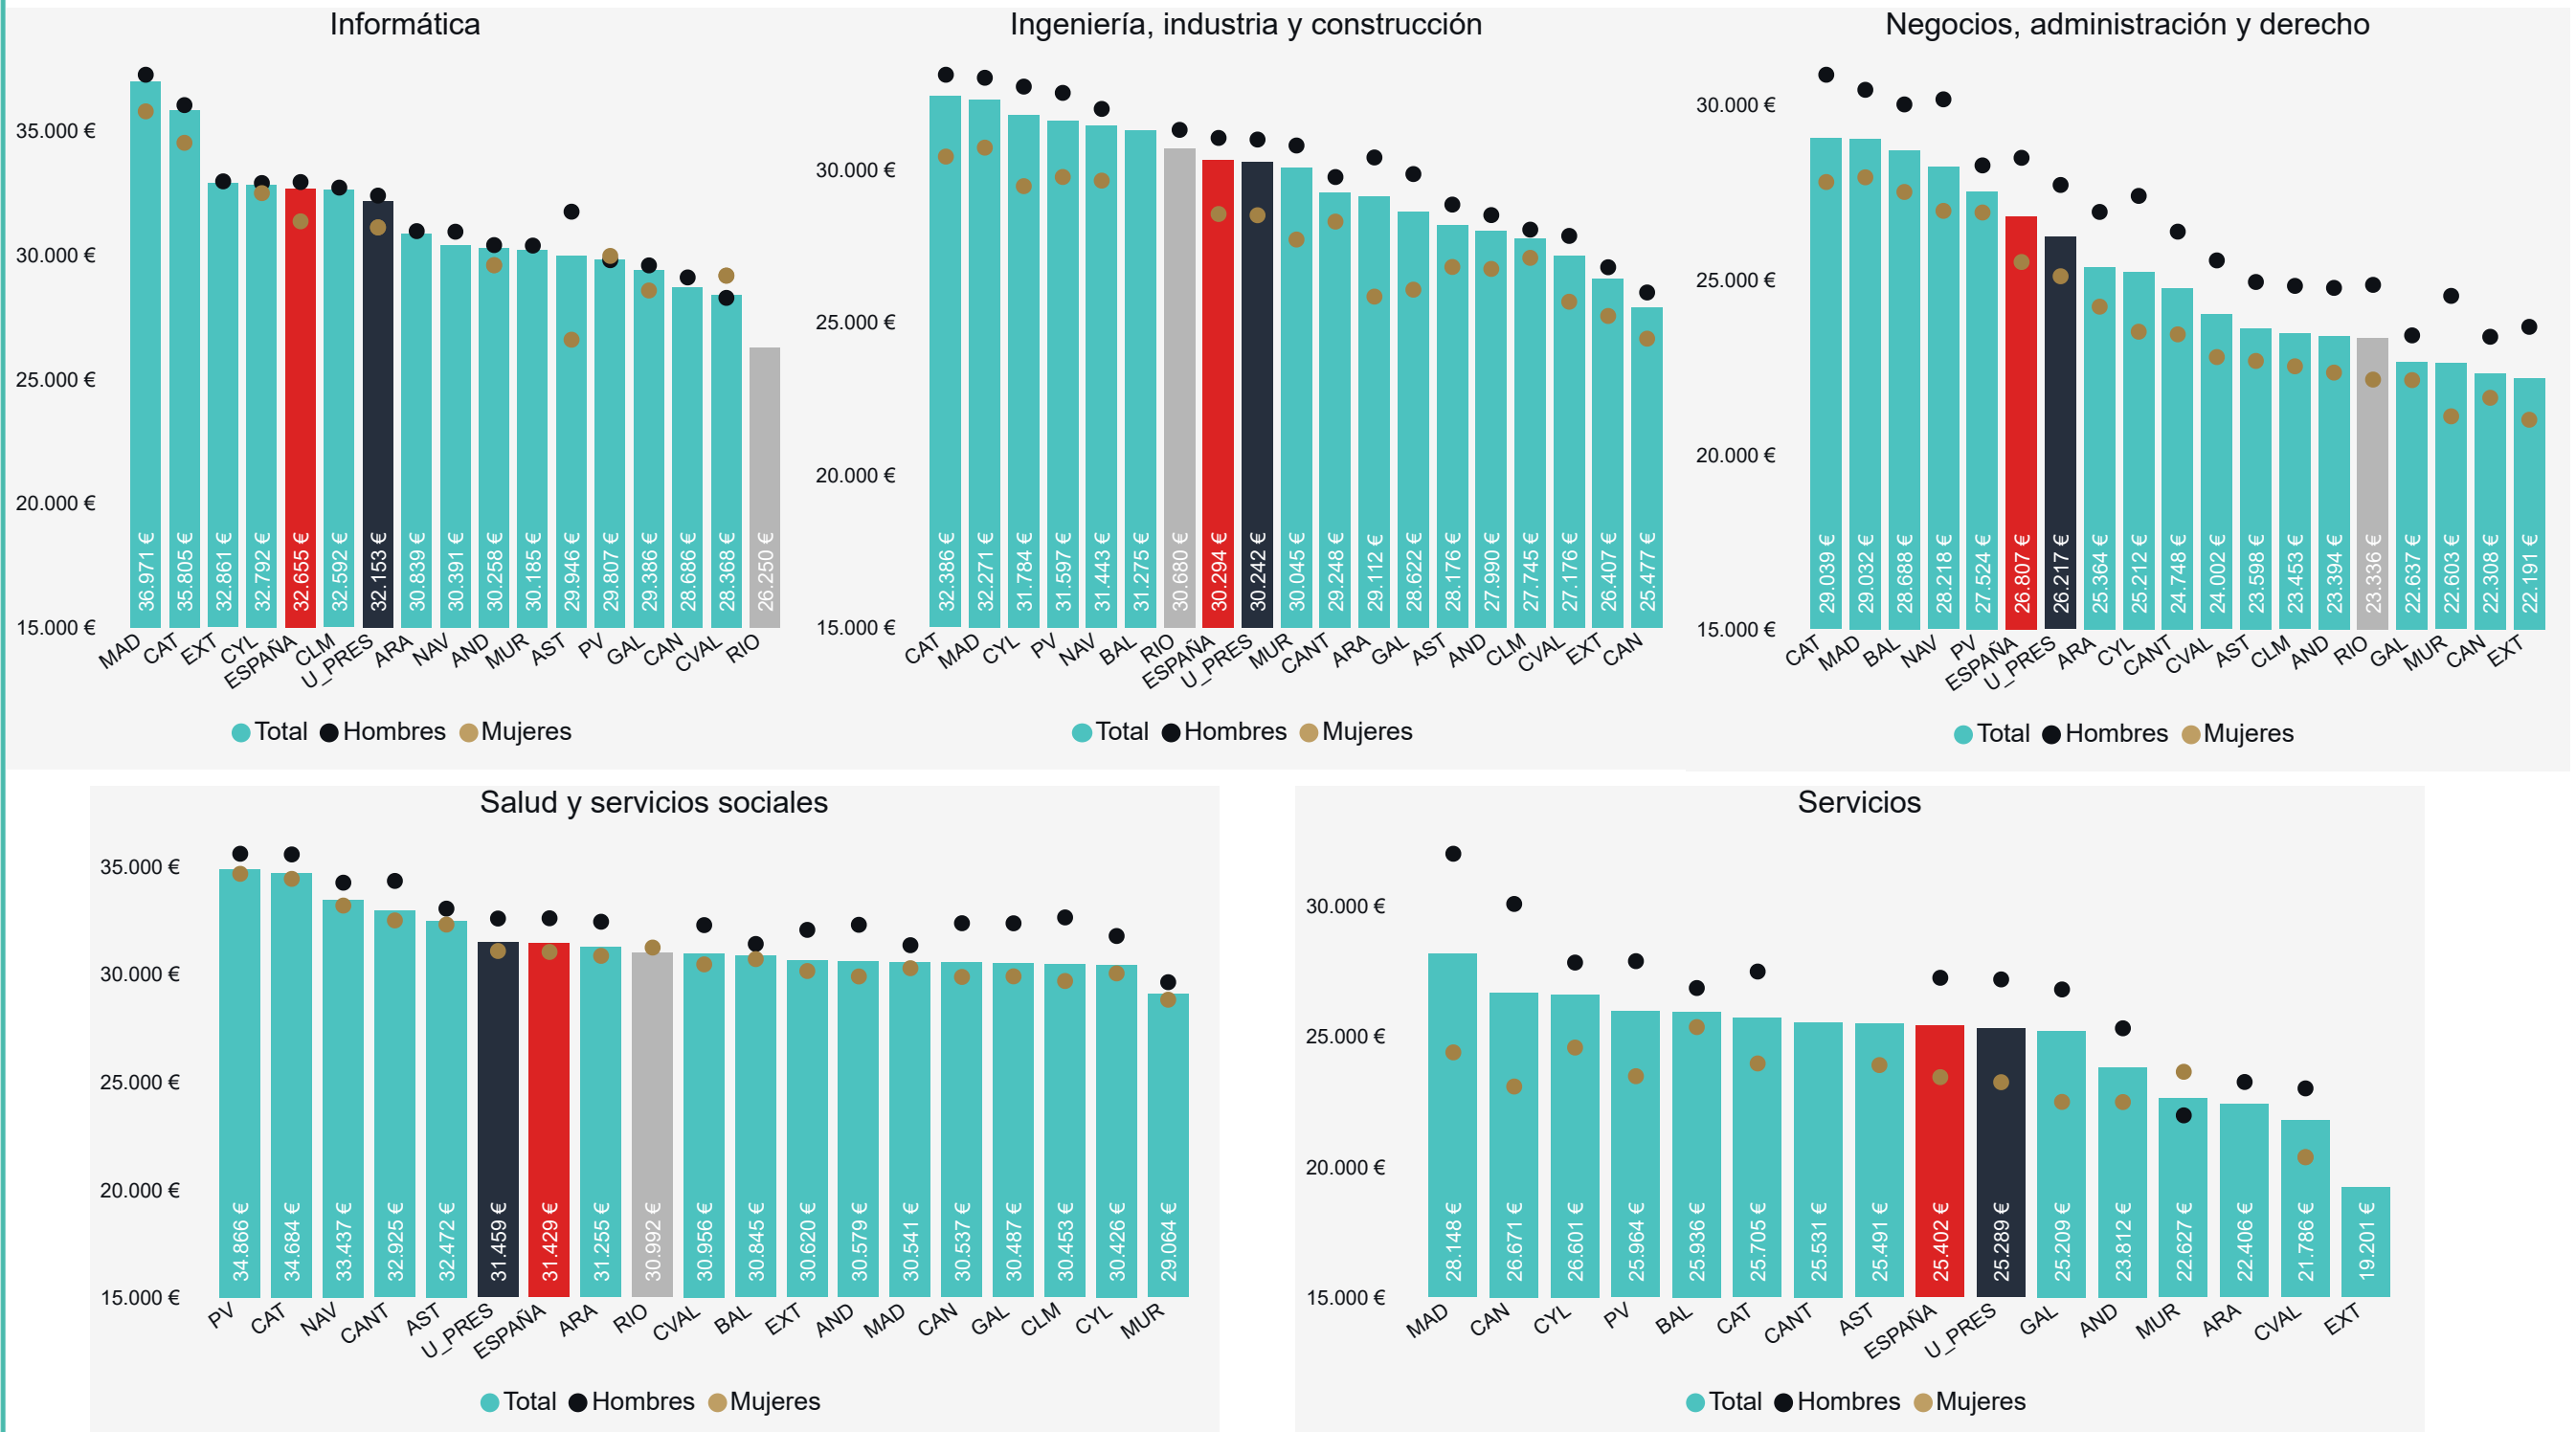 Informática
35.000 €
30.000 €
25.000 €
20.000 €
15.000 €
36.971 €
35.805 €
32.861 €
32.792 €
32.655 €
32.592 €
32.153 €
30.839 €
30.391 €
30.258 €
30.185 €
29.946 €
29.807 €
29.386 €
28.686 €
28.368 €
26.250 €
MAD
CAT
EXT
CYL
ESPAÑA
CLM
U_PRES
ARA
NAV
AND
MUR
AST
PV
GAL
CAN
CVAL
RIO
Total Hombres Mujeres
Ingeniería, industria y construcción
30.000 €
25.000 €
20.000 €
15.000 €
32.386 €
32.271 €
31.784 €
31.597 €
31.443 €
31.275 €
30.680 €
30.294 €
30.242 €
30.045 €
29.248 €
29.112 €
28.622 €
28.176 €
27.990 €
27.745 €
27.176 €
26.407 €
25.477 €
CAT
MAD
CYL
PV
NAV
BAL
RIO
ESPAÑA
U_PRES
MUR
CANT
ARA
GAL
AST
AND
CLM
CVAL
EXT
CAN
Total Hombres Mujeres
Negocios, administración y derecho
30.000 €
25.000 €
20.000 €
15.000 €
29.039 €
29.032 €
28.688 €
28.218 €
27.524 €
26.807 €
26.217 €
25.364 €
25.212 €
24.748 €
24.002 €
23.598 €
23.453 €
23.394 €
23.336 €
22.637 €
22.603 €
22.308 €
22.191 €
CAT
MAD
BAL
NAV
PV
ESPAÑA
U_PRES
ARA
CYL
CANT
CVAL
AST
CLM
AND
RIO
GAL
MUR
CAN
EXT
Total Hombres Mujeres
Salud y servicios sociales
35.000 €
30.000 €
25.000 €
20.000 €
15.000 €
34.866 €
34.684 €
33.437 €
32.925 €
32.472 €
31.459 €
31.429 €
31.255 €
30.992 €
30.956 €
30.845 €
30.620 €
30.579 €
30.541 €
30.537 €
30.487 €
30.453 €
30.426 €
29.064 €
PV
CAT
NAV
CANT
AST
U_PRES
ESPAÑA
ARA
RIO
CVAL
BAL
EXT
AND
MAD
CAN
GAL
CLM
CYL
MUR
Total Hombres Mujeres
Servicios
30.000 €
25.000 €
20.000 €
15.000 €
28.148 €
26.671 €
26.601 €
25.964 €
25.936 €
25.705 €
25.531 €
25.491 €
25.402 €
25.289 €
25.209 €
23.812 €
22.627 €
22.406 €
21.786 €
19.201 €
MAD
CAN
CYL
PV
BAL
CAT
CANT
AST
ESPAÑA
U_PRES
GAL
AND
MUR
ARA
CVAL
EXT
Total Hombres Mujeres